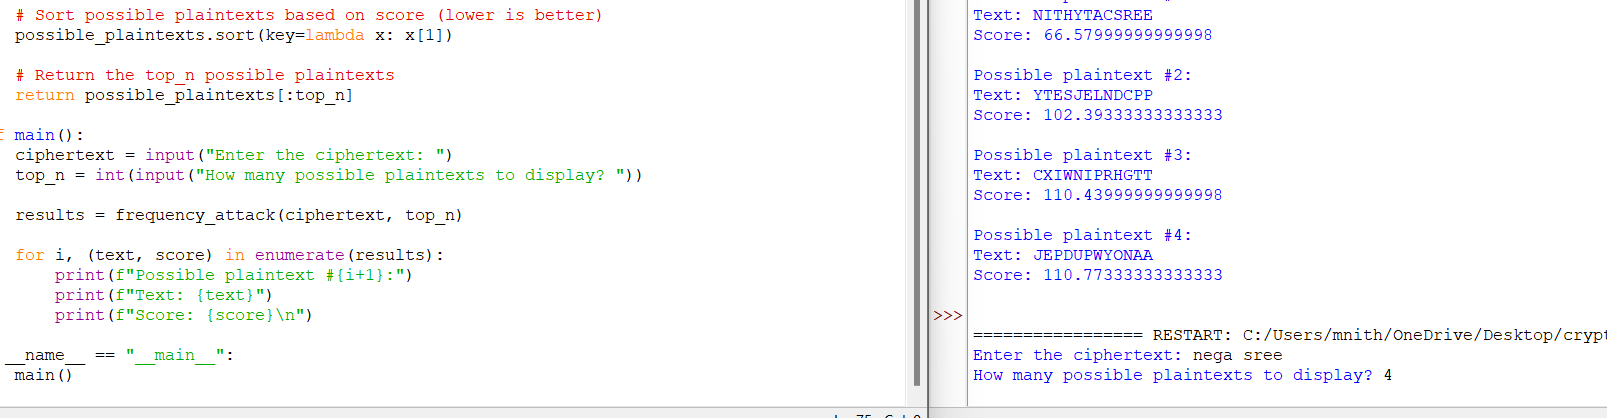 # Sort possible plaintexts based on score (lower is better)
possible_plaintexts.sort(key=lambda x: x[1])
# Return the top_n possible plaintexts
return possible_plaintexts[:top_n]
main():
ciphertext = input("Enter the ciphertext: ")
top_n = int(input("How many possible plaintexts to display? "))
results = frequency_attack(ciphertext, top_n)
for i, (text, score) in enumerate(results):
print(f"Possible plaintext #{i+1}:")
print(f"Text: {text}")
print(f"Score: {score}\n")
__name__ == "__main__":
main()
Text: NITHYTACSREE
Score: 66.57999999999998
Possible plaintext #2:
Text: YTESJELNDCPP
Score: 102.39333333333333
Possible plaintext #3:
Text: CXIWNIPRHGTT
Score: 110.43999999999998
Possible plaintext #4:
Text: JEPDUPWYONAA
Score: 110.77333333333333
>>>
================= RESTART: C:/Users/mnith/OneDrive/Desktop/crypt
Enter the ciphertext: nega sree
How many possible plaintexts to display? 4